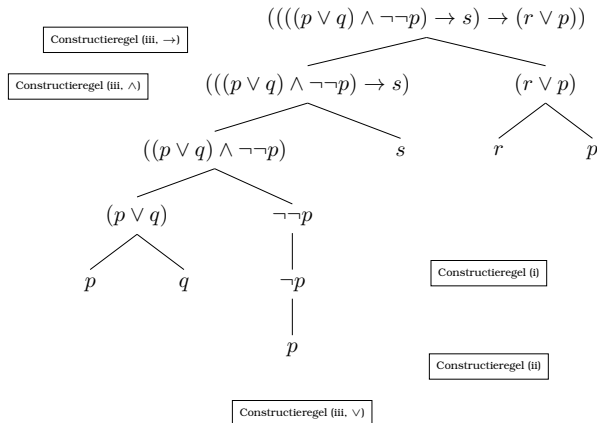 ((((p ∨ q) ∧ ¬¬p) → s) → (r ∨ p))
Constructieregel (iii, →)
Constructieregel (iii, ∧)
(((p ∨ q) ∧ ¬¬p) → s)
(r ∨ p)
((p ∨ q) ∧ ¬¬p)
s
r
p
(p ∨ q)
¬¬p
p
q
¬p
Constructieregel (i)
p
Constructieregel (ii)
Constructieregel (iii, ∨)